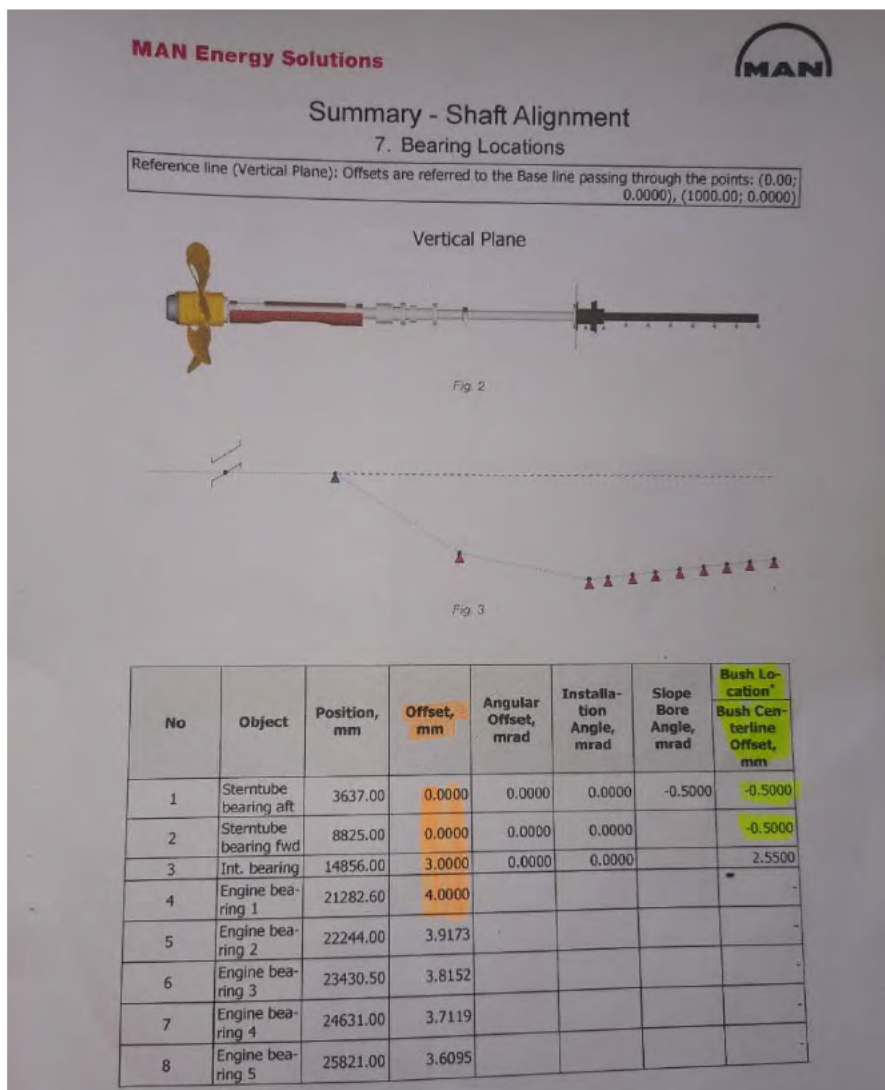 MAN Energy Solutions
MAN
Summary - Shaft Alignment
7. Bearing Locations
Reference line (Vertical Plane): Offsets are referred to the Base line passing through the points: (0.00;
0.0000), (1000.00; 0.0000)
Vertical Plane
Fig. 2
Fig. 3
No Object Position, mm Offset, mm Angular Offset, mrad Installa- tion Angle, mrad Slope Bore Angle, mrad Bush Lo- cation* Bush Cen- terline Offset, mm
1 Sterntube bearing aft 3637.00 0.0000 0.0000 0.0000 -0.5000 -0.5000
2 Sterntube bearing fwd 8825.00 0.0000 0.0000 0.0000 -0.5000
3 Int. bearing 14856.00 3.0000 0.0000 0.0000 2.5500
4 Engine bea- ring 1 21282.60 4.0000 -
5 Engine bea- ring 2 22244.00 3.9173 -
6 Engine bea- ring 3 23430.50 3.8152 -
7 Engine bea- ring 4 24631.00 3.7119 -
8 Engine bea- ring 5 25821.00 3.6095 -